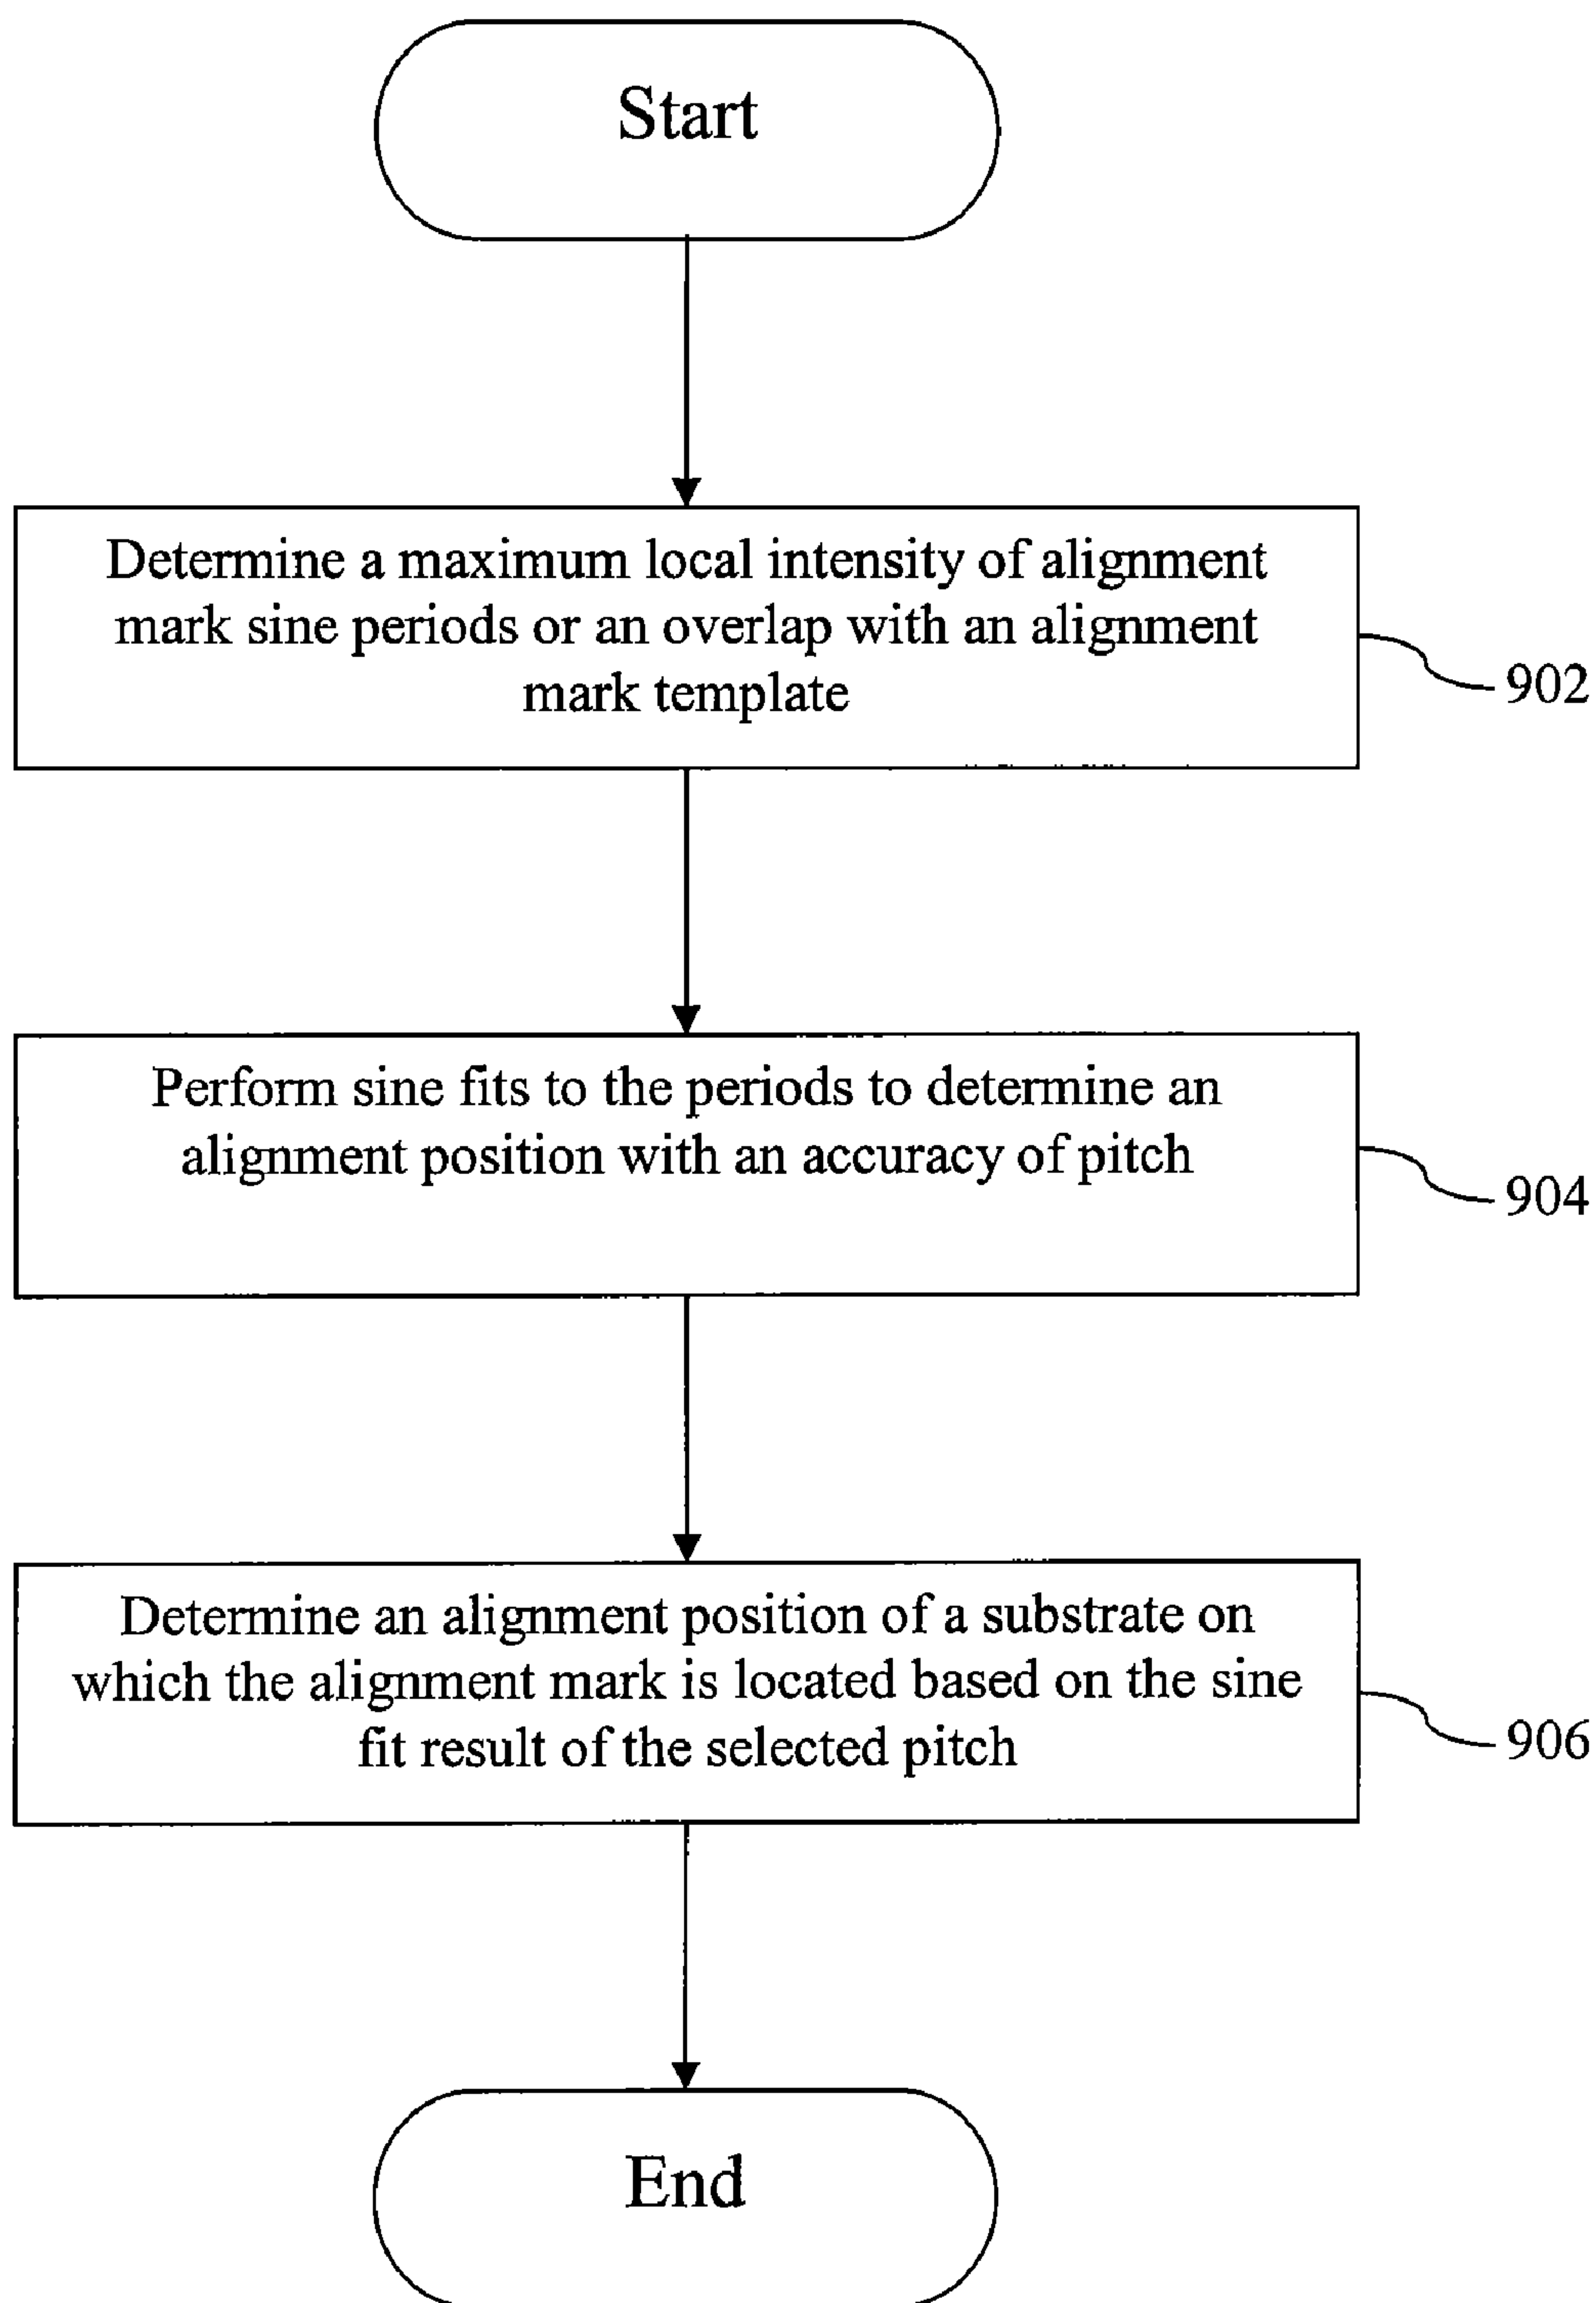 Start
Determine a maximum local intensity of alignment
mark sine periods or an overlap with an alignment
mark template
902
Perform sine fits to the periods to determine an
alignment position with an accuracy of pitch
904
Determine an alignment position of a substrate on
which the alignment mark is located based on the sine
fit result of the selected pitch
906
End